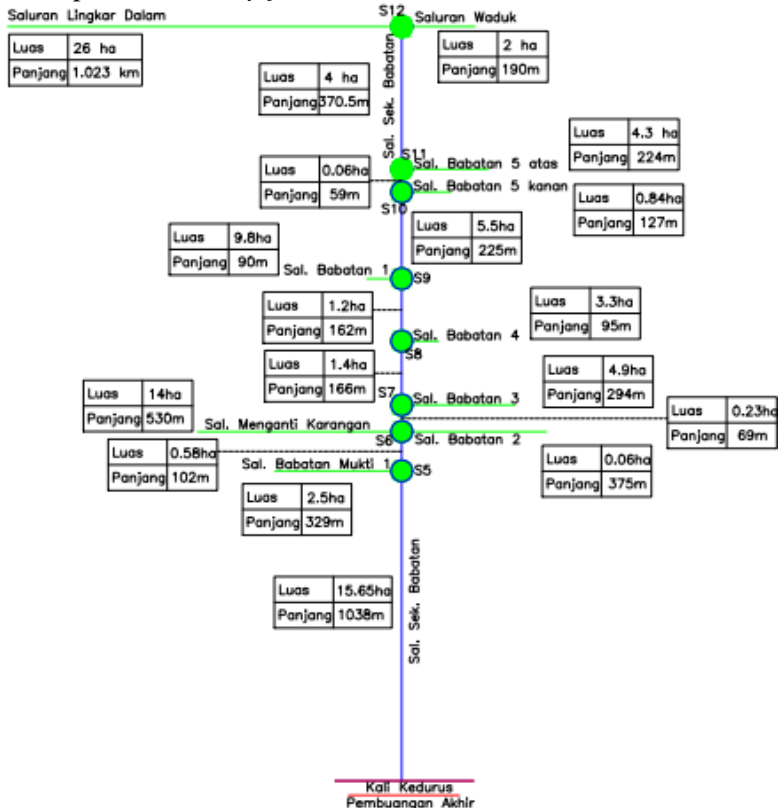 Saluran Lingkar Dalam
S12
Saluran Waduk
Luas 26 ha
Panjang 1.023 km
Luas 2 ha
Panjang 190m
Luas 4 ha
Panjang 370.5m
Sal. Sek. Babatan
Luas 4.3 ha
Panjang 224m
S11
Sal. Babatan 5 atas
Luas 0.06ha
Panjang 59m
Sal. Babatan 5 kanan
S10
Luas 0.84ha
Panjang 127m
Luas 5.5ha
Panjang 225m
Luas 9.8ha
Panjang 90m
Sal. Babatan 1
S9
Luas 1.2ha
Panjang 162m
Luas 3.3ha
Panjang 95m
Sal. Babatan 4
S8
Luas 1.4ha
Panjang 166m
Luas 4.9ha
Panjang 294m
S7
Sal. Babatan 3
Luas 14ha
Panjang 530m
Luas 0.23ha
Panjang 69m
Sal. Menganti Karangan
S6
Sal. Babatan 2
Luas 0.58ha
Panjang 102m
Luas 0.06ha
Panjang 375m
Sal. Babatan Mukti 1
S5
Luas 2.5ha
Panjang 329m
Luas 15.65ha
Panjang 1038m
Sal. Sek. Babatan
Kali Kedurus
Pembuangan Akhir